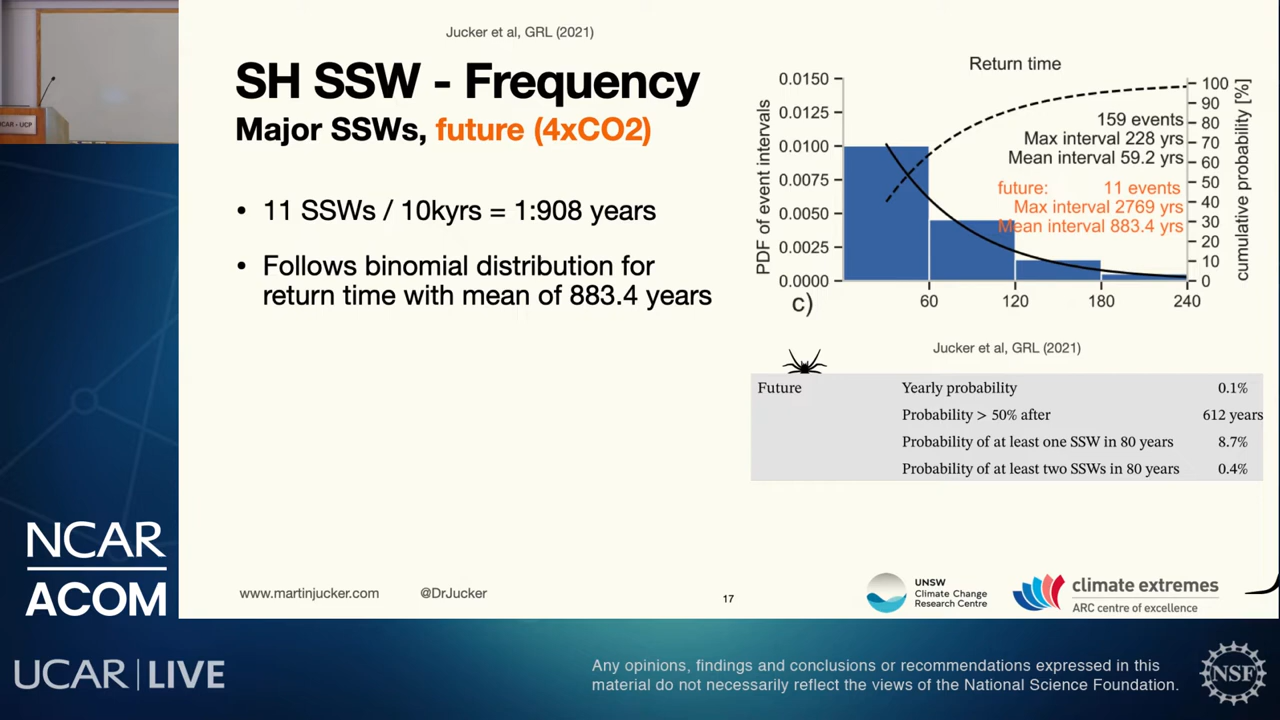 Jucker et al, GRL (2021)
SH SSW - Frequency
Major SSWs, future (4xCO2)
• 11 SSWs / 10kyrs = 1:908 years
• Follows binomial distribution for
return time with mean of 883.4 years
Return time
PDF of event intervals
0.0150
0.0125
0.0100
0.0075
0.0050
0.0025
0.0000
60
120
180
240
100
90
80
70
60
50
40
30
20
10
0
cumulative probability [%]
159 events
Max interval 228 yrs
Mean interval 59.2 yrs
future: 11 events
Max interval 2769 yrs
Mean interval 883.4 yrs
c)
Jucker et al, GRL (2021)
Future Yearly probability 0.1%
Probability > 50% after 612 years
Probability of at least one SSW in 80 years 8.7%
Probability of at least two SSWs in 80 years 0.4%
www.martinjucker.com @DrJucker
17
UNSW
Climate Change
Research Centre
climate extremes
ARC centre of excellence
NCAR
ACOM
UCAR | LIVE
Any opinions, findings and conclusions or recommendations expressed in this
material do not necessarily reflect the views of the National Science Foundation.
NSF